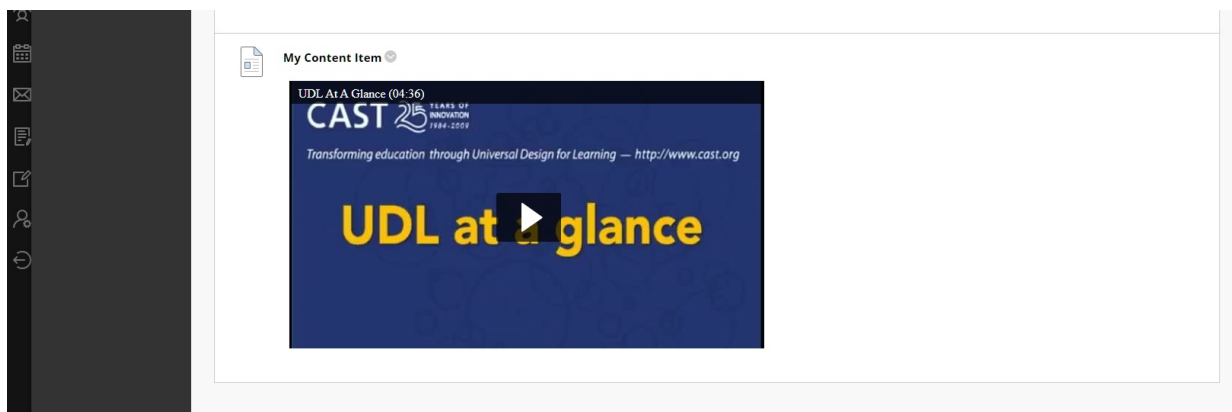 My Content Item
UDL At A Glance (04:36)
CAST 25 YEARS OF INNOVATION 1984-2009
Transforming education through Universal Design for Learning — http://www.cast.org
UDL at a glance